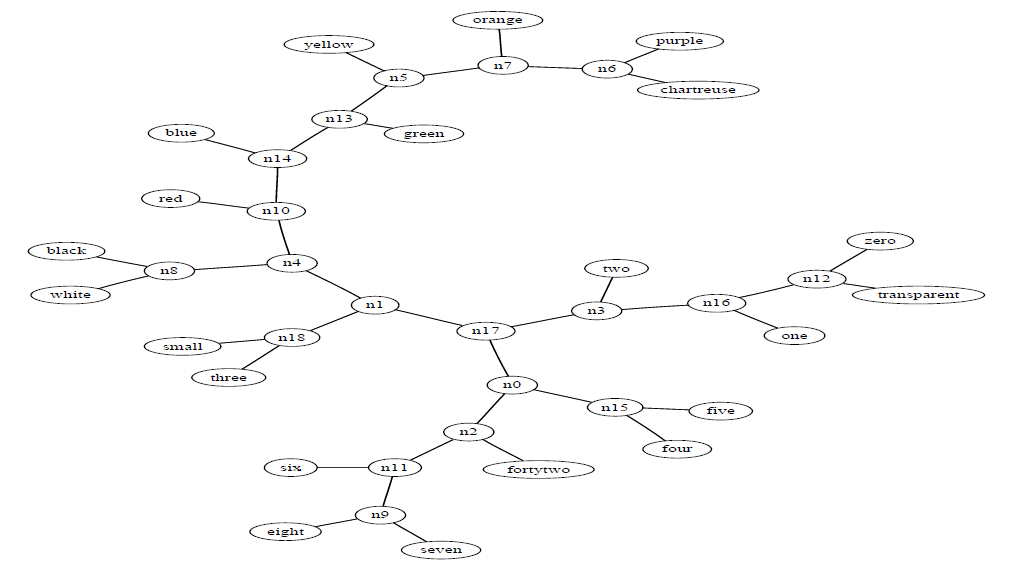 orange
purple
yellow
n7
n6
n5
chartreuse
n13
green
blue
n14
red
n10
zero
black
n4
two
n8
n12
white
transparent
n1
n3
n16
n17
one
n18
small
three
n0
n15
five
n2
four
six
n11
fortytwo
n9
eight
seven